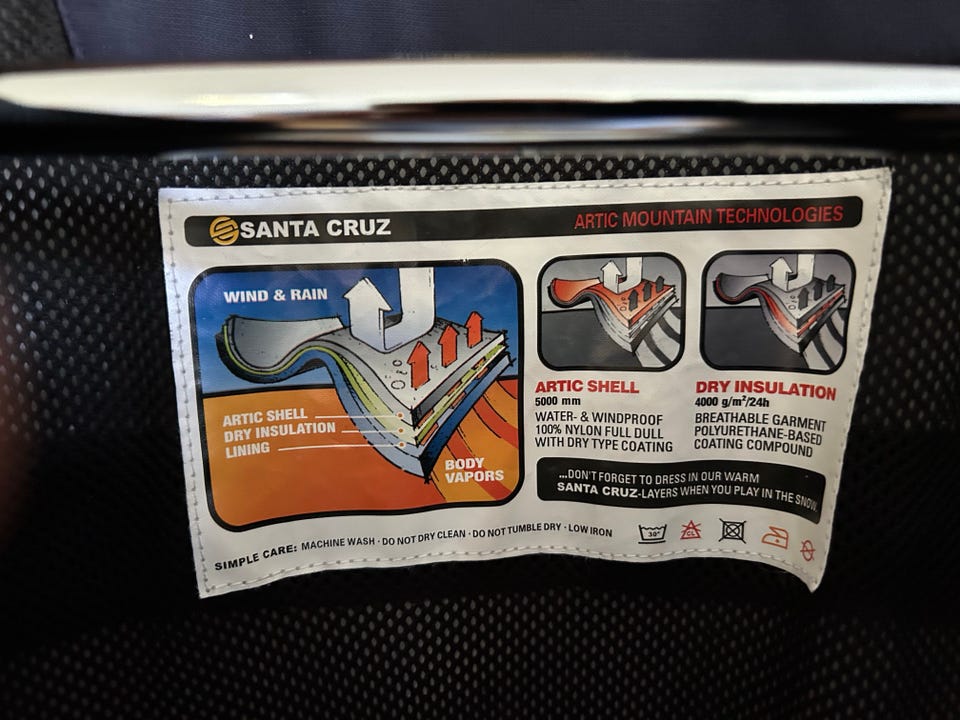 SANTA CRUZ
ARTIC MOUNTAIN TECHNOLOGIES
WIND & RAIN
ARTIC SHELL
DRY INSULATION
LINING
BODY
VAPORS
ARTIC SHELL
5000 mm
WATER- & WINDPROOF
100% NYLON FULL DULL
WITH DRY TYPE COATING
DRY INSULATION
4000 g/m²/24h
BREATHABLE GARMENT
POLYURETHANE-BASED
COATING COMPOUND
...DON'T FORGET TO DRESS IN OUR WARM
SANTA CRUZ-LAYERS WHEN YOU PLAY IN THE SNOW.
SIMPLE CARE: MACHINE WASH · DO NOT DRY CLEAN · DO NOT TUMBLE DRY · LOW IRON
30°
CL